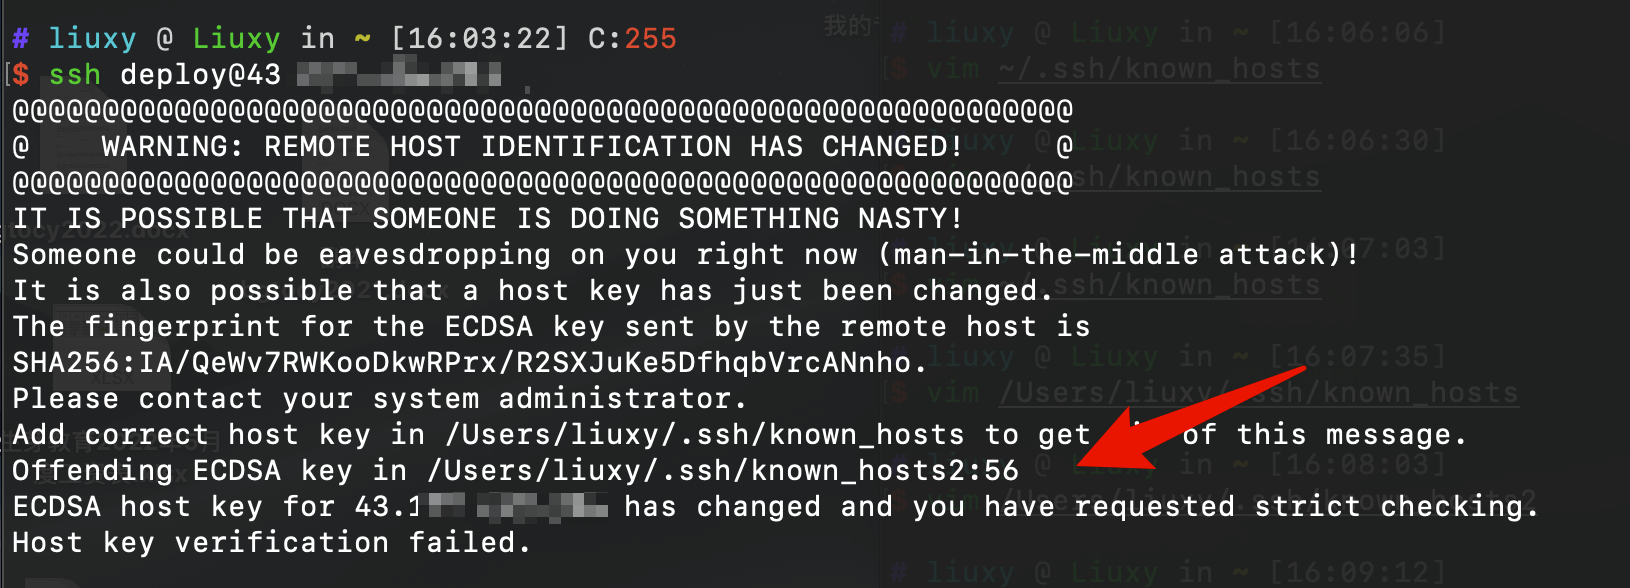 # liuxy @ Liuxy in ~ [16:03:22] C:255
$ ssh deploy@43
@@@@@@@@@@@@@@@@@@@@@@@@@@@@@@@@@@@@@@@@@@@@@@@@@@@@@@@@@@@
@    WARNING: REMOTE HOST IDENTIFICATION HAS CHANGED!     @
@@@@@@@@@@@@@@@@@@@@@@@@@@@@@@@@@@@@@@@@@@@@@@@@@@@@@@@@@@@
IT IS POSSIBLE THAT SOMEONE IS DOING SOMETHING NASTY!
Someone could be eavesdropping on you right now (man-in-the-middle attack)!
It is also possible that a host key has just been changed.
The fingerprint for the ECDSA key sent by the remote host is
SHA256:IA/QeWv7RWKooDkwRPrx/R2SXJuKe5DfhqbVrcANnho.
Please contact your system administrator.
Add correct host key in /Users/liuxy/.ssh/known_hosts to get of this message.
Offending ECDSA key in /Users/liuxy/.ssh/known_hosts2:56
ECDSA host key for 43.1 has changed and you have requested strict checking.
Host key verification failed.
# liuxy @ Liuxy in ~ [16:06:06]
$ vim ~/.ssh/known_hosts
liuxy in ~ [16:06:30]
sh/known_hosts
Liuxy in ~ [16:07:03]
.ssh/known_hosts
# liuxy @ Liuxy in ~ [16:07:35]
$ vim /Users/liuxy/.ssh/known_hosts
@ Liuxy in ~ [16:08:03]
$ vim /Users/liuxy/.ssh/known_hosts2
# liuxy @ Liuxy in ~ [16:09:12]